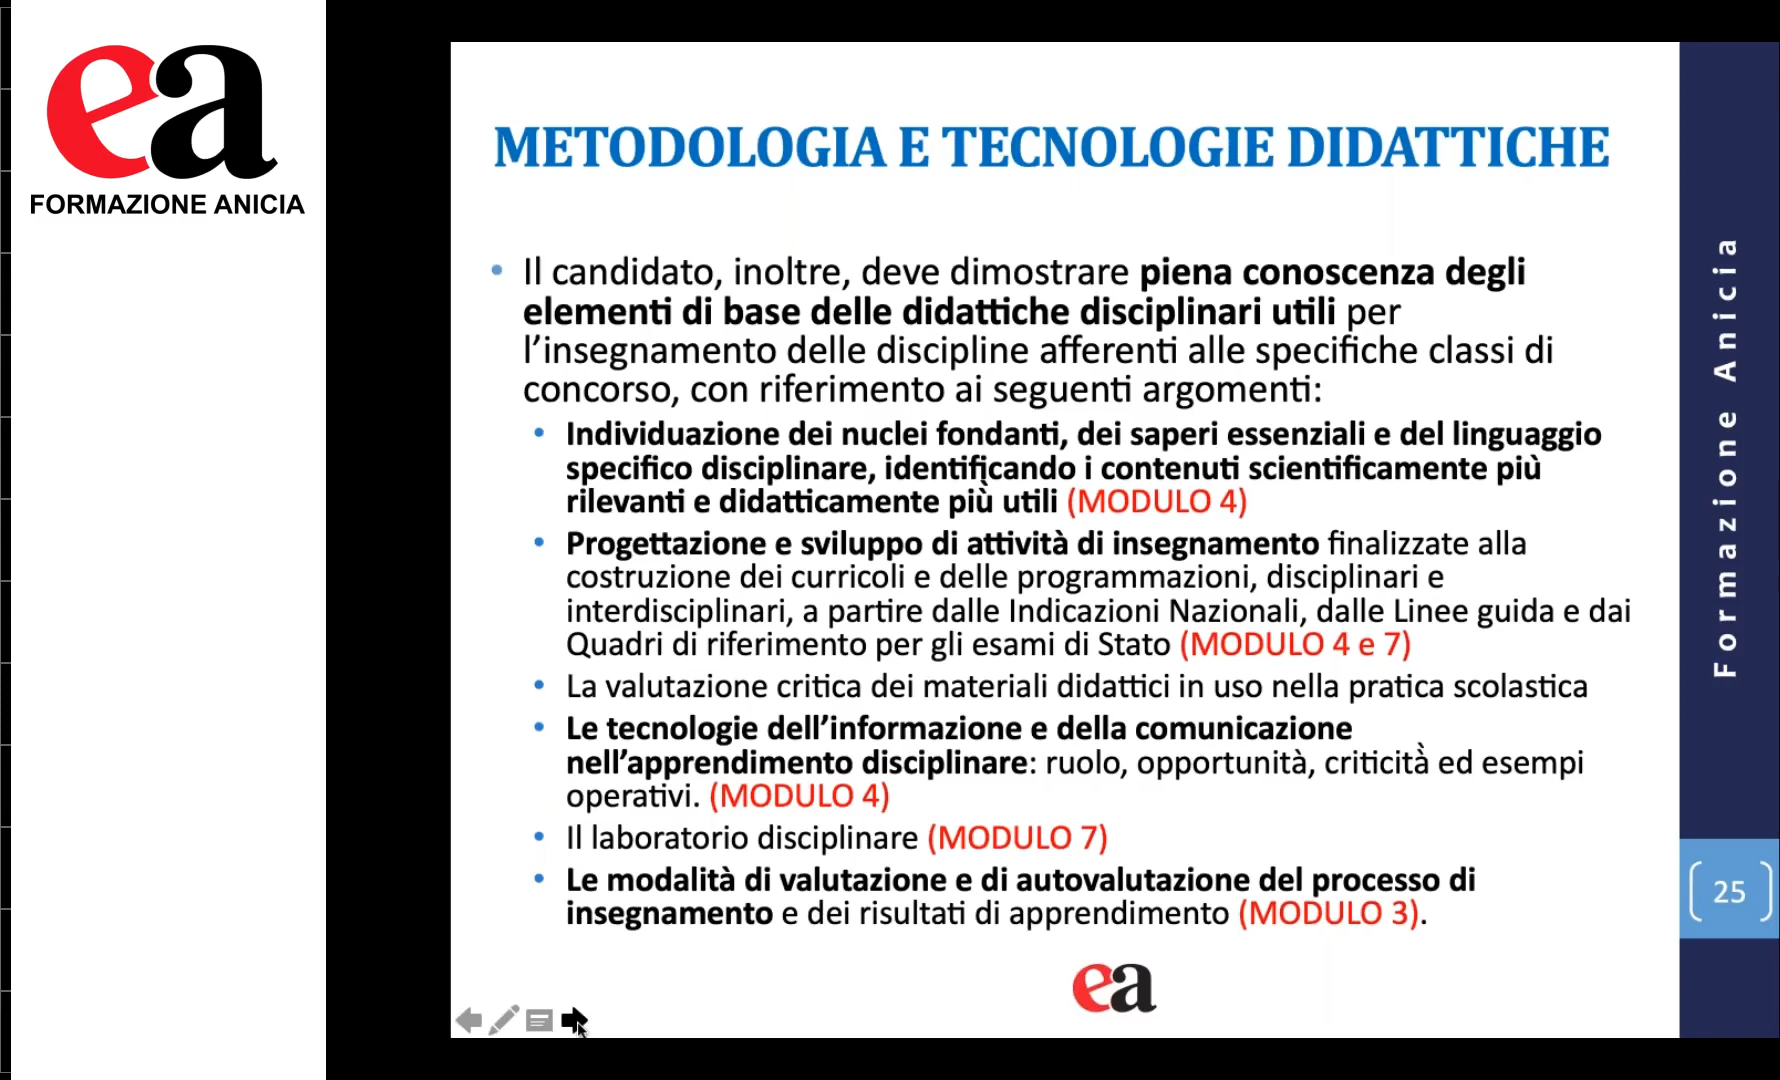 ea
FORMAZIONE ANICIA
METODOLOGIA E TECNOLOGIE DIDATTICHE
• Il candidato, inoltre, deve dimostrare piena conoscenza degli
elementi di base delle didattiche disciplinari utili per
l’insegnamento delle discipline afferenti alle specifiche classi di
concorso, con riferimento ai seguenti argomenti:
• Individuazione dei nuclei fondanti, dei saperi essenziali e del linguaggio
specifico disciplinare, identificando i contenuti scientificamente più
rilevanti e didatticamente più utili (MODULO 4)
• Progettazione e sviluppo di attività di insegnamento finalizzate alla
costruzione dei curricoli e delle programmazioni, disciplinari e
interdisciplinari, a partire dalle Indicazioni Nazionali, dalle Linee guida e dai
Quadri di riferimento per gli esami di Stato (MODULO 4 e 7)
• La valutazione critica dei materiali didattici in uso nella pratica scolastica
• Le tecnologie dell’informazione e della comunicazione
nell’apprendimento disciplinare: ruolo, opportunità, criticità ed esempi
operativi. (MODULO 4)
• Il laboratorio disciplinare (MODULO 7)
• Le modalità di valutazione e di autovalutazione del processo di
insegnamento e dei risultati di apprendimento (MODULO 3).
ea
Formazione Anicia
25